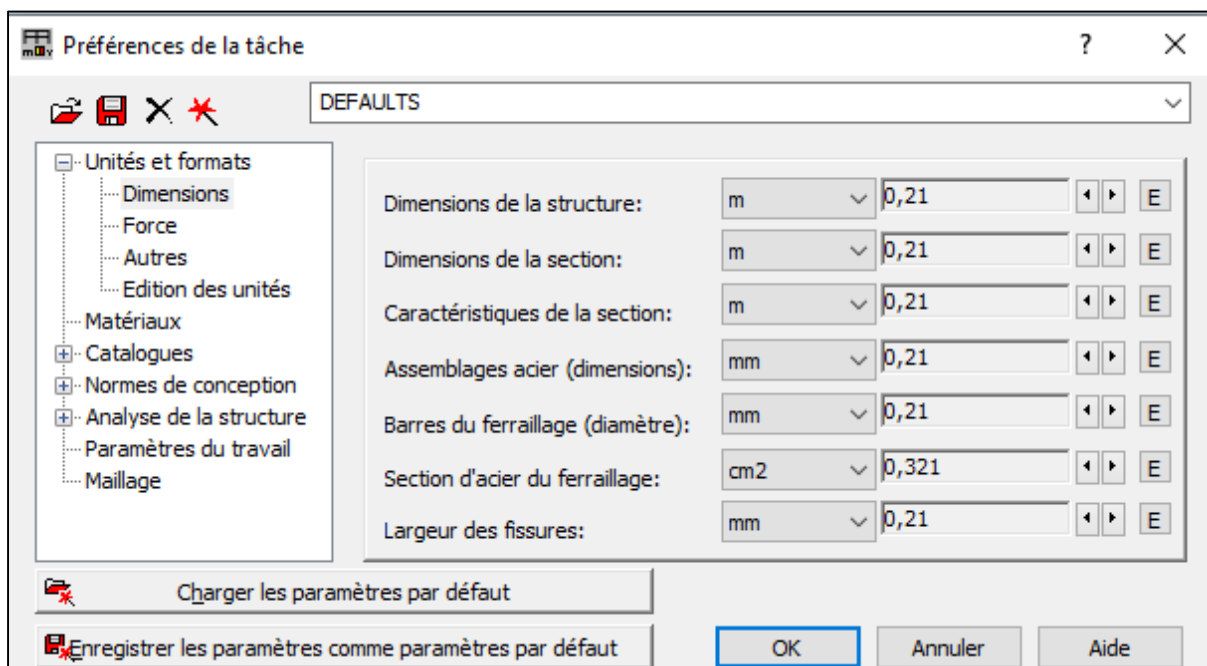 Préférences de la tâche
?
DEFAULTS
Unités et formats
Dimensions
Force
Autres
Edition des unités
Matériaux
Catalogues
Normes de conception
Analyse de la structure
Paramètres du travail
Maillage
Dimensions de la structure: m 0,21 E
Dimensions de la section: m 0,21 E
Caractéristiques de la section: m 0,21 E
Assemblages acier (dimensions): mm 0,21 E
Barres du ferraillage (diamètre): mm 0,21 E
Section d'acier du ferraillage: cm2 0,321 E
Largeur des fissures: mm 0,21 E
Charger les paramètres par défaut
Enregistrer les paramètres comme paramètres par défaut
OK Annuler Aide